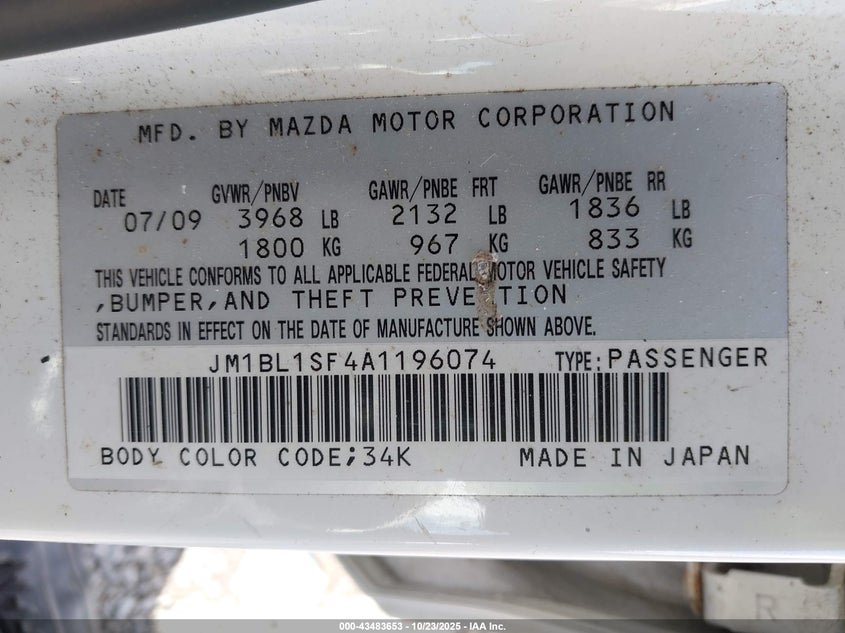 MFD. BY MAZDA MOTOR CORPORATION
DATE GVWR/PNBV GAWR/PNBE FRT GAWR/PNBE RR
07/09 3968 LB 2132 LB 1836 LB
1800 KG 967 KG 833 KG
THIS VEHICLE CONFORMS TO ALL APPLICABLE FEDERAL MOTOR VEHICLE SAFETY
,BUMPER,AND THEFT PREVENTION
STANDARDS IN EFFECT ON THE DATE OF MANUFACTURE SHOWN ABOVE.
JM1BL1SF4A1196074 TYPE:PASSENGER
BODY COLOR CODE;34K MADE IN JAPAN
R
000-43483653 - 10/23/2025 - IAA Inc.